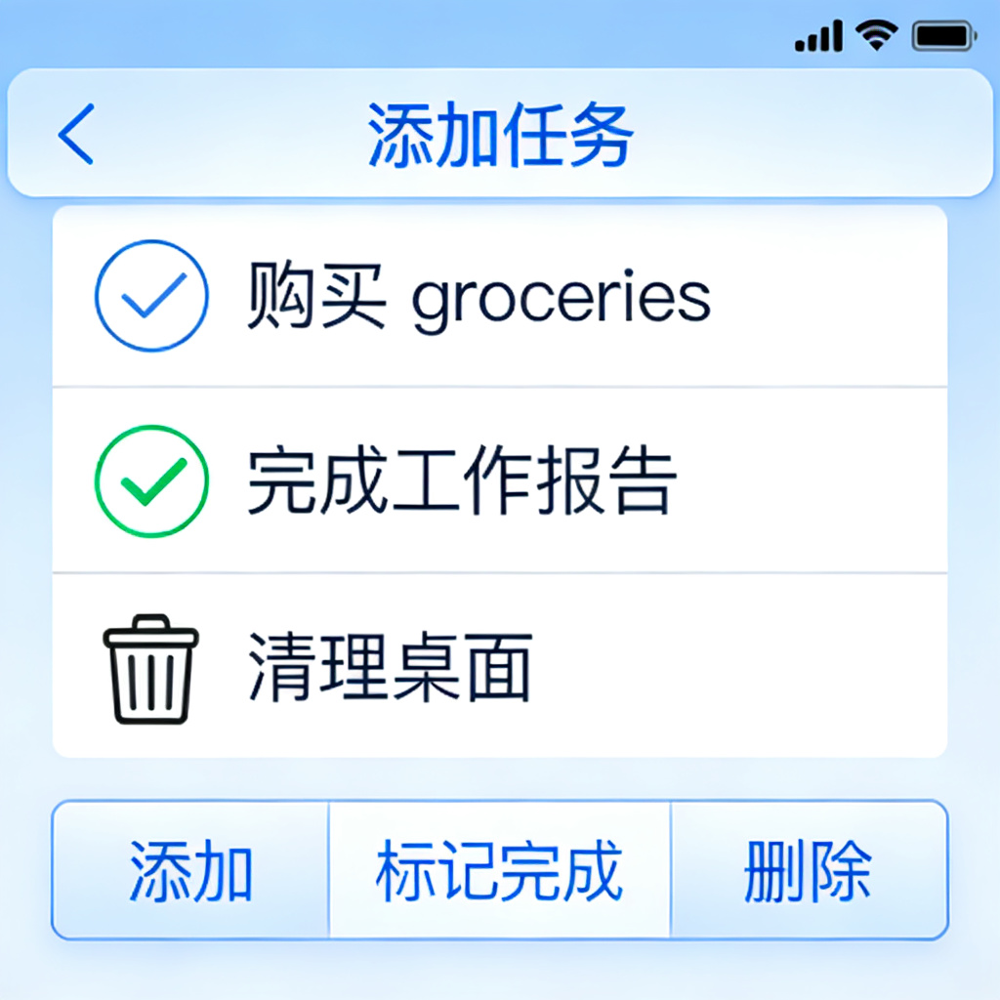 添加任务
购买 groceries
完成工作报告
清理桌面
添加 标记完成 删除